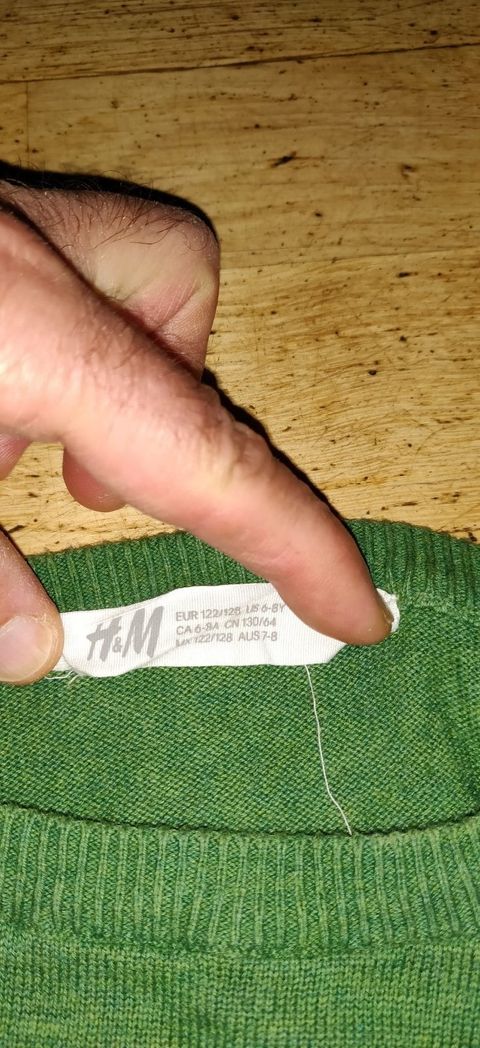 H&M
EUR 122/128 US 6-8Y
CA 6-8A CN 130/64
MX 122/128 AUS 7-8